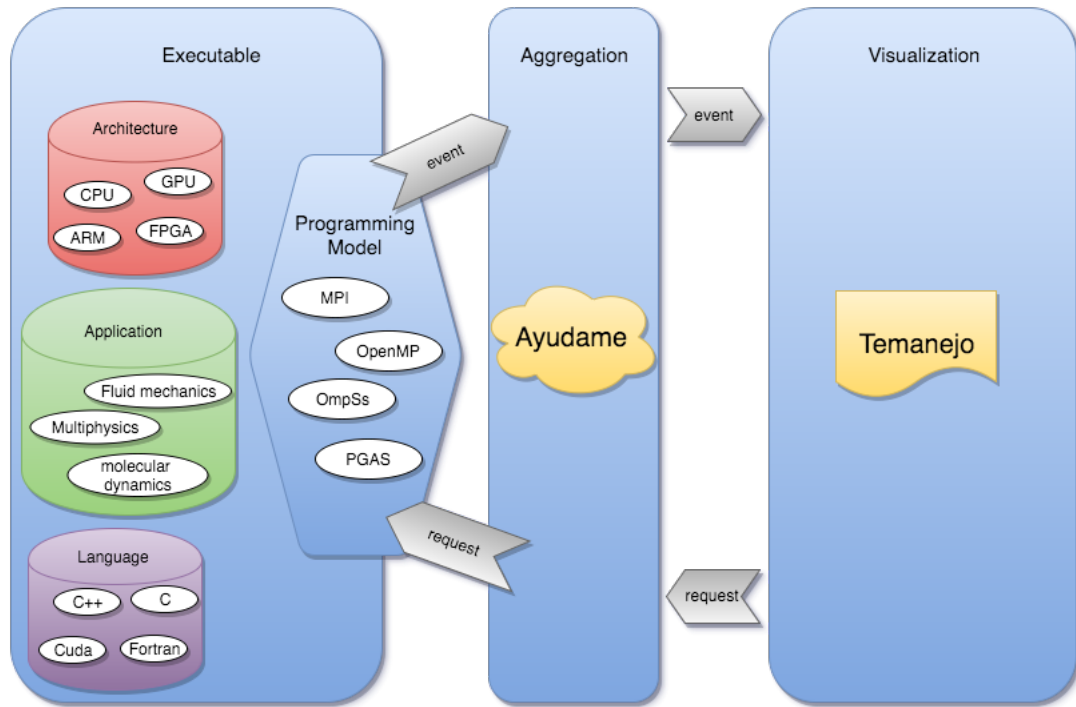 Executable
Aggregation
Visualization
Architecture
CPU
GPU
ARM
FPGA
Application
Fluid mechanics
Multiphysics
molecular
dynamics
Language
C++
C
Cuda
Fortran
Programming
Model
MPI
OpenMP
OmpSs
PGAS
event
request
Ayudame
event
request
Temanejo